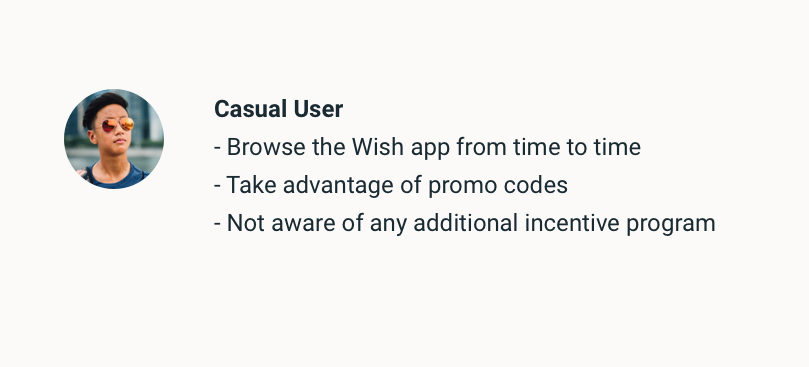 Casual User
- Browse the Wish app from time to time
- Take advantage of promo codes
- Not aware of any additional incentive program